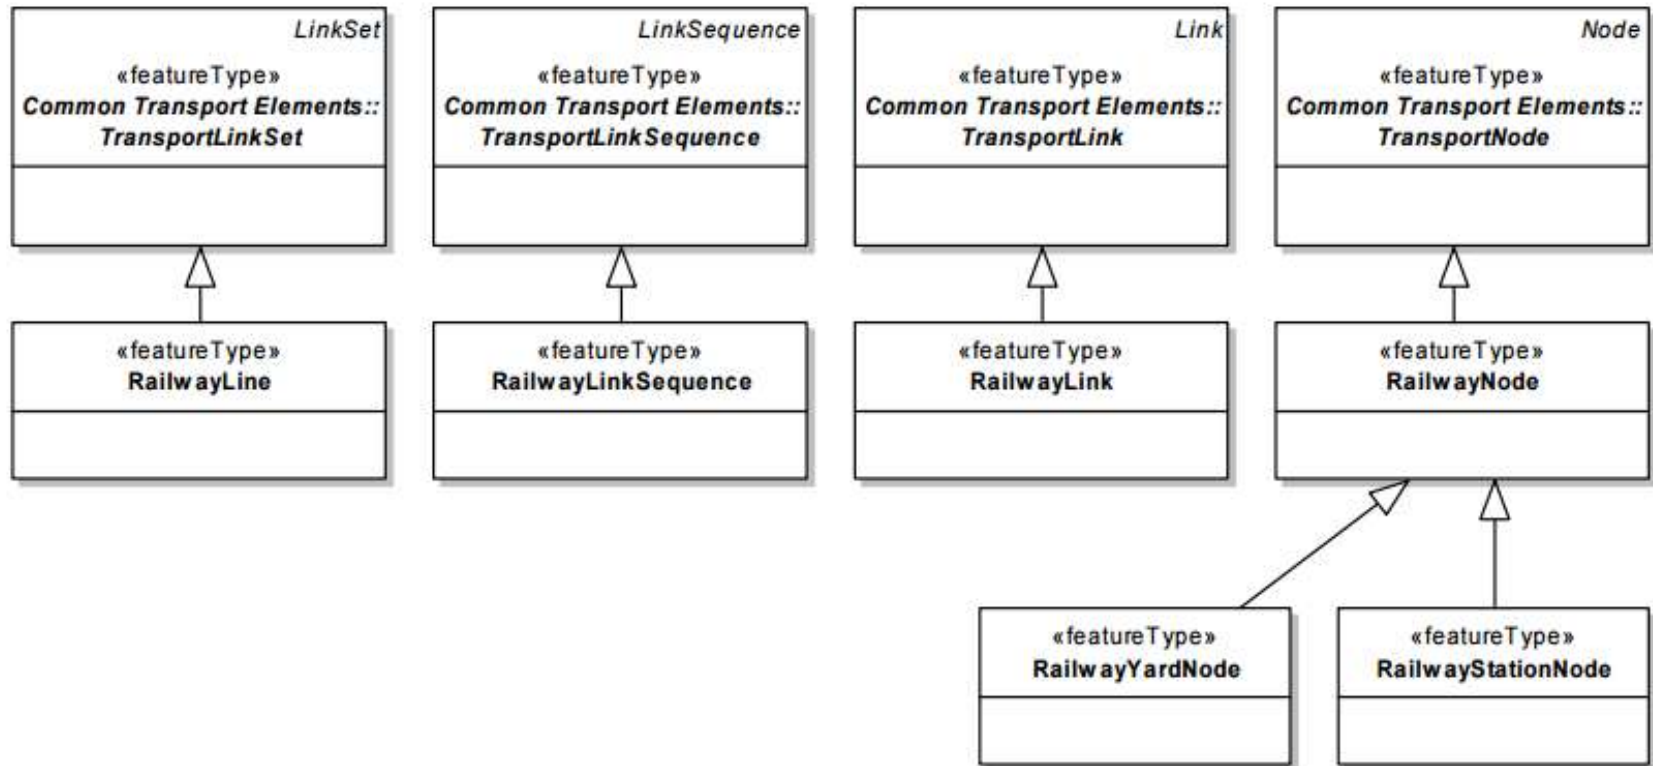 LinkSet
«featureType»
Common Transport Elements::
TransportLinkSet
LinkSequence
«featureType»
Common Transport Elements::
TransportLinkSequence
Link
«featureType»
Common Transport Elements::
TransportLink
Node
«featureType»
Common Transport Elements::
TransportNode
«featureType»
RailwayLine
«featureType»
RailwayLinkSequence
«featureType»
RailwayLink
«featureType»
RailwayNode
«featureType»
RailwayYardNode
«featureType»
RailwayStationNode